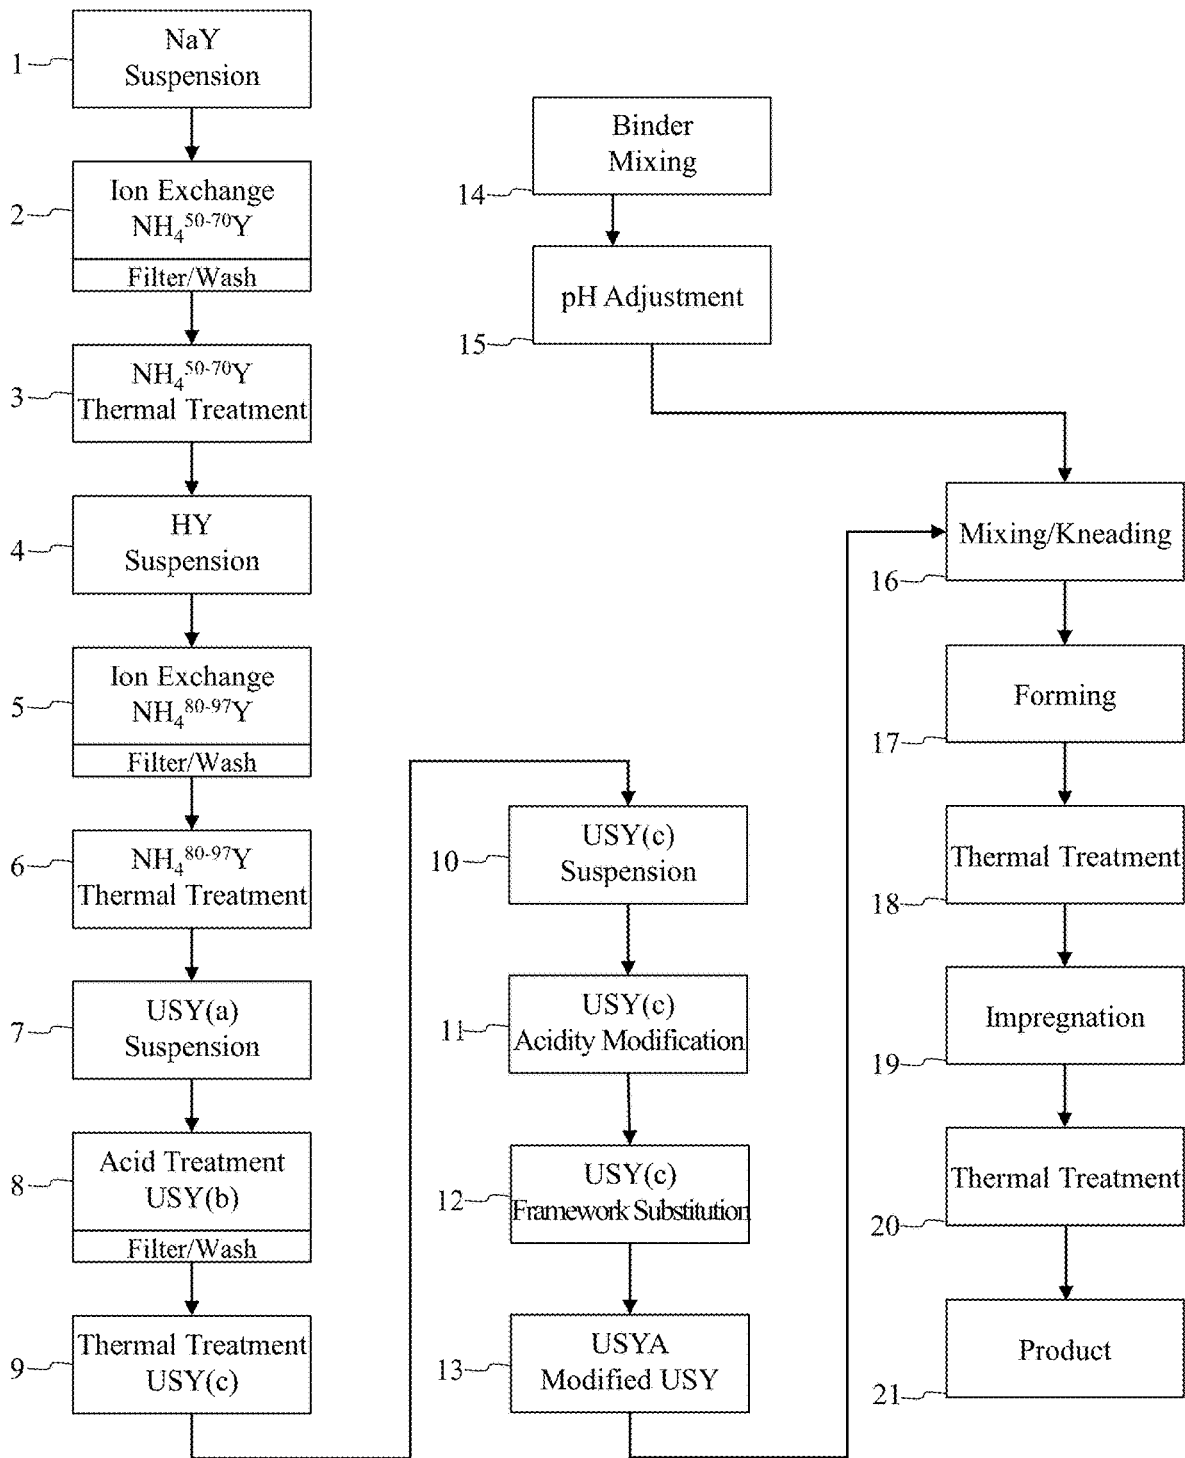 1
NaY
Suspension
2
Ion Exchange
NH₄⁵⁰⁻⁷⁰Y
Filter/Wash
3
NH₄⁵⁰⁻⁷⁰Y
Thermal Treatment
4
HY
Suspension
5
Ion Exchange
NH₄⁸⁰⁻⁹⁷Y
Filter/Wash
6
NH₄⁸⁰⁻⁹⁷Y
Thermal Treatment
7
USY(a)
Suspension
8
Acid Treatment
USY(b)
Filter/Wash
9
Thermal Treatment
USY(c)
10
USY(c)
Suspension
11
USY(c)
Acidity Modification
12
USY(c)
Framework Substitution
13
USYA
Modified USY
14
Binder
Mixing
15
pH Adjustment
16
Mixing/Kneading
17
Forming
18
Thermal Treatment
19
Impregnation
20
Thermal Treatment
21
Product